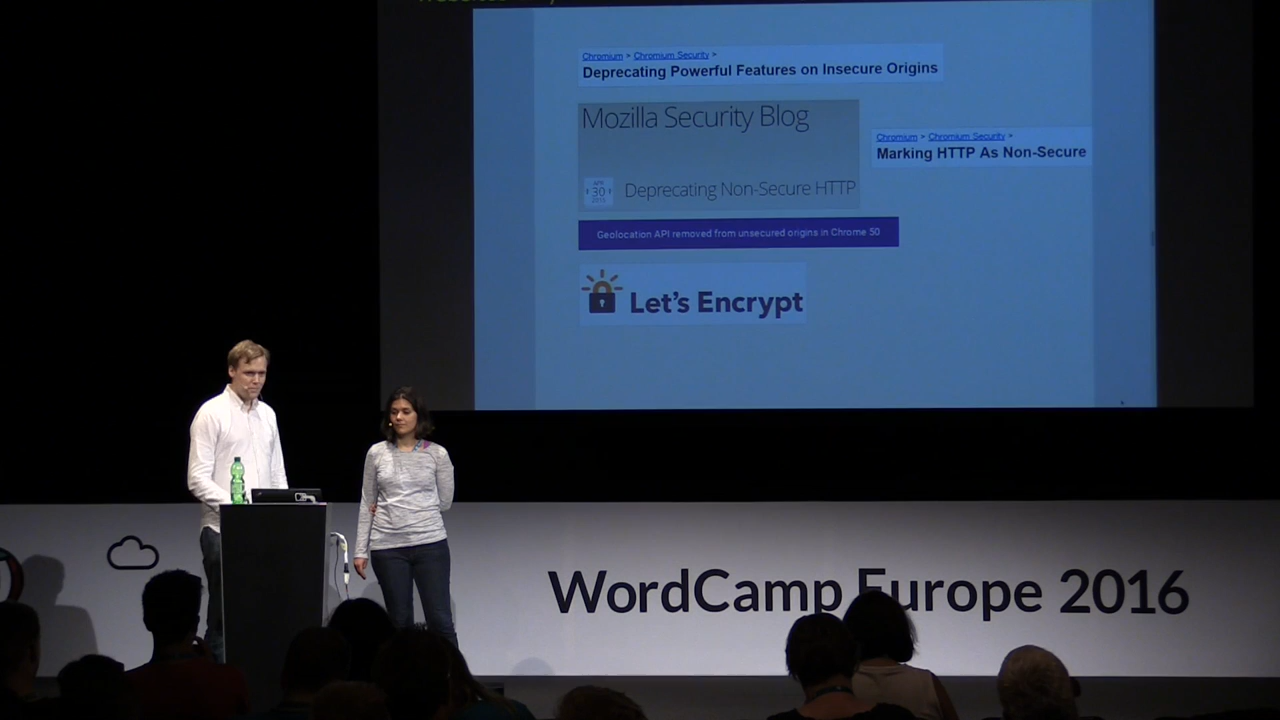 Chromium > Chromium Security >
Deprecating Powerful Features on Insecure Origins
Mozilla Security Blog
Chromium > Chromium Security >
Marking HTTP As Non-Secure
APR
30
2015
Deprecating Non-Secure HTTP
Geolocation API removed from unsecured origins in Chrome 50
Let's Encrypt
WordCamp Europe 2016